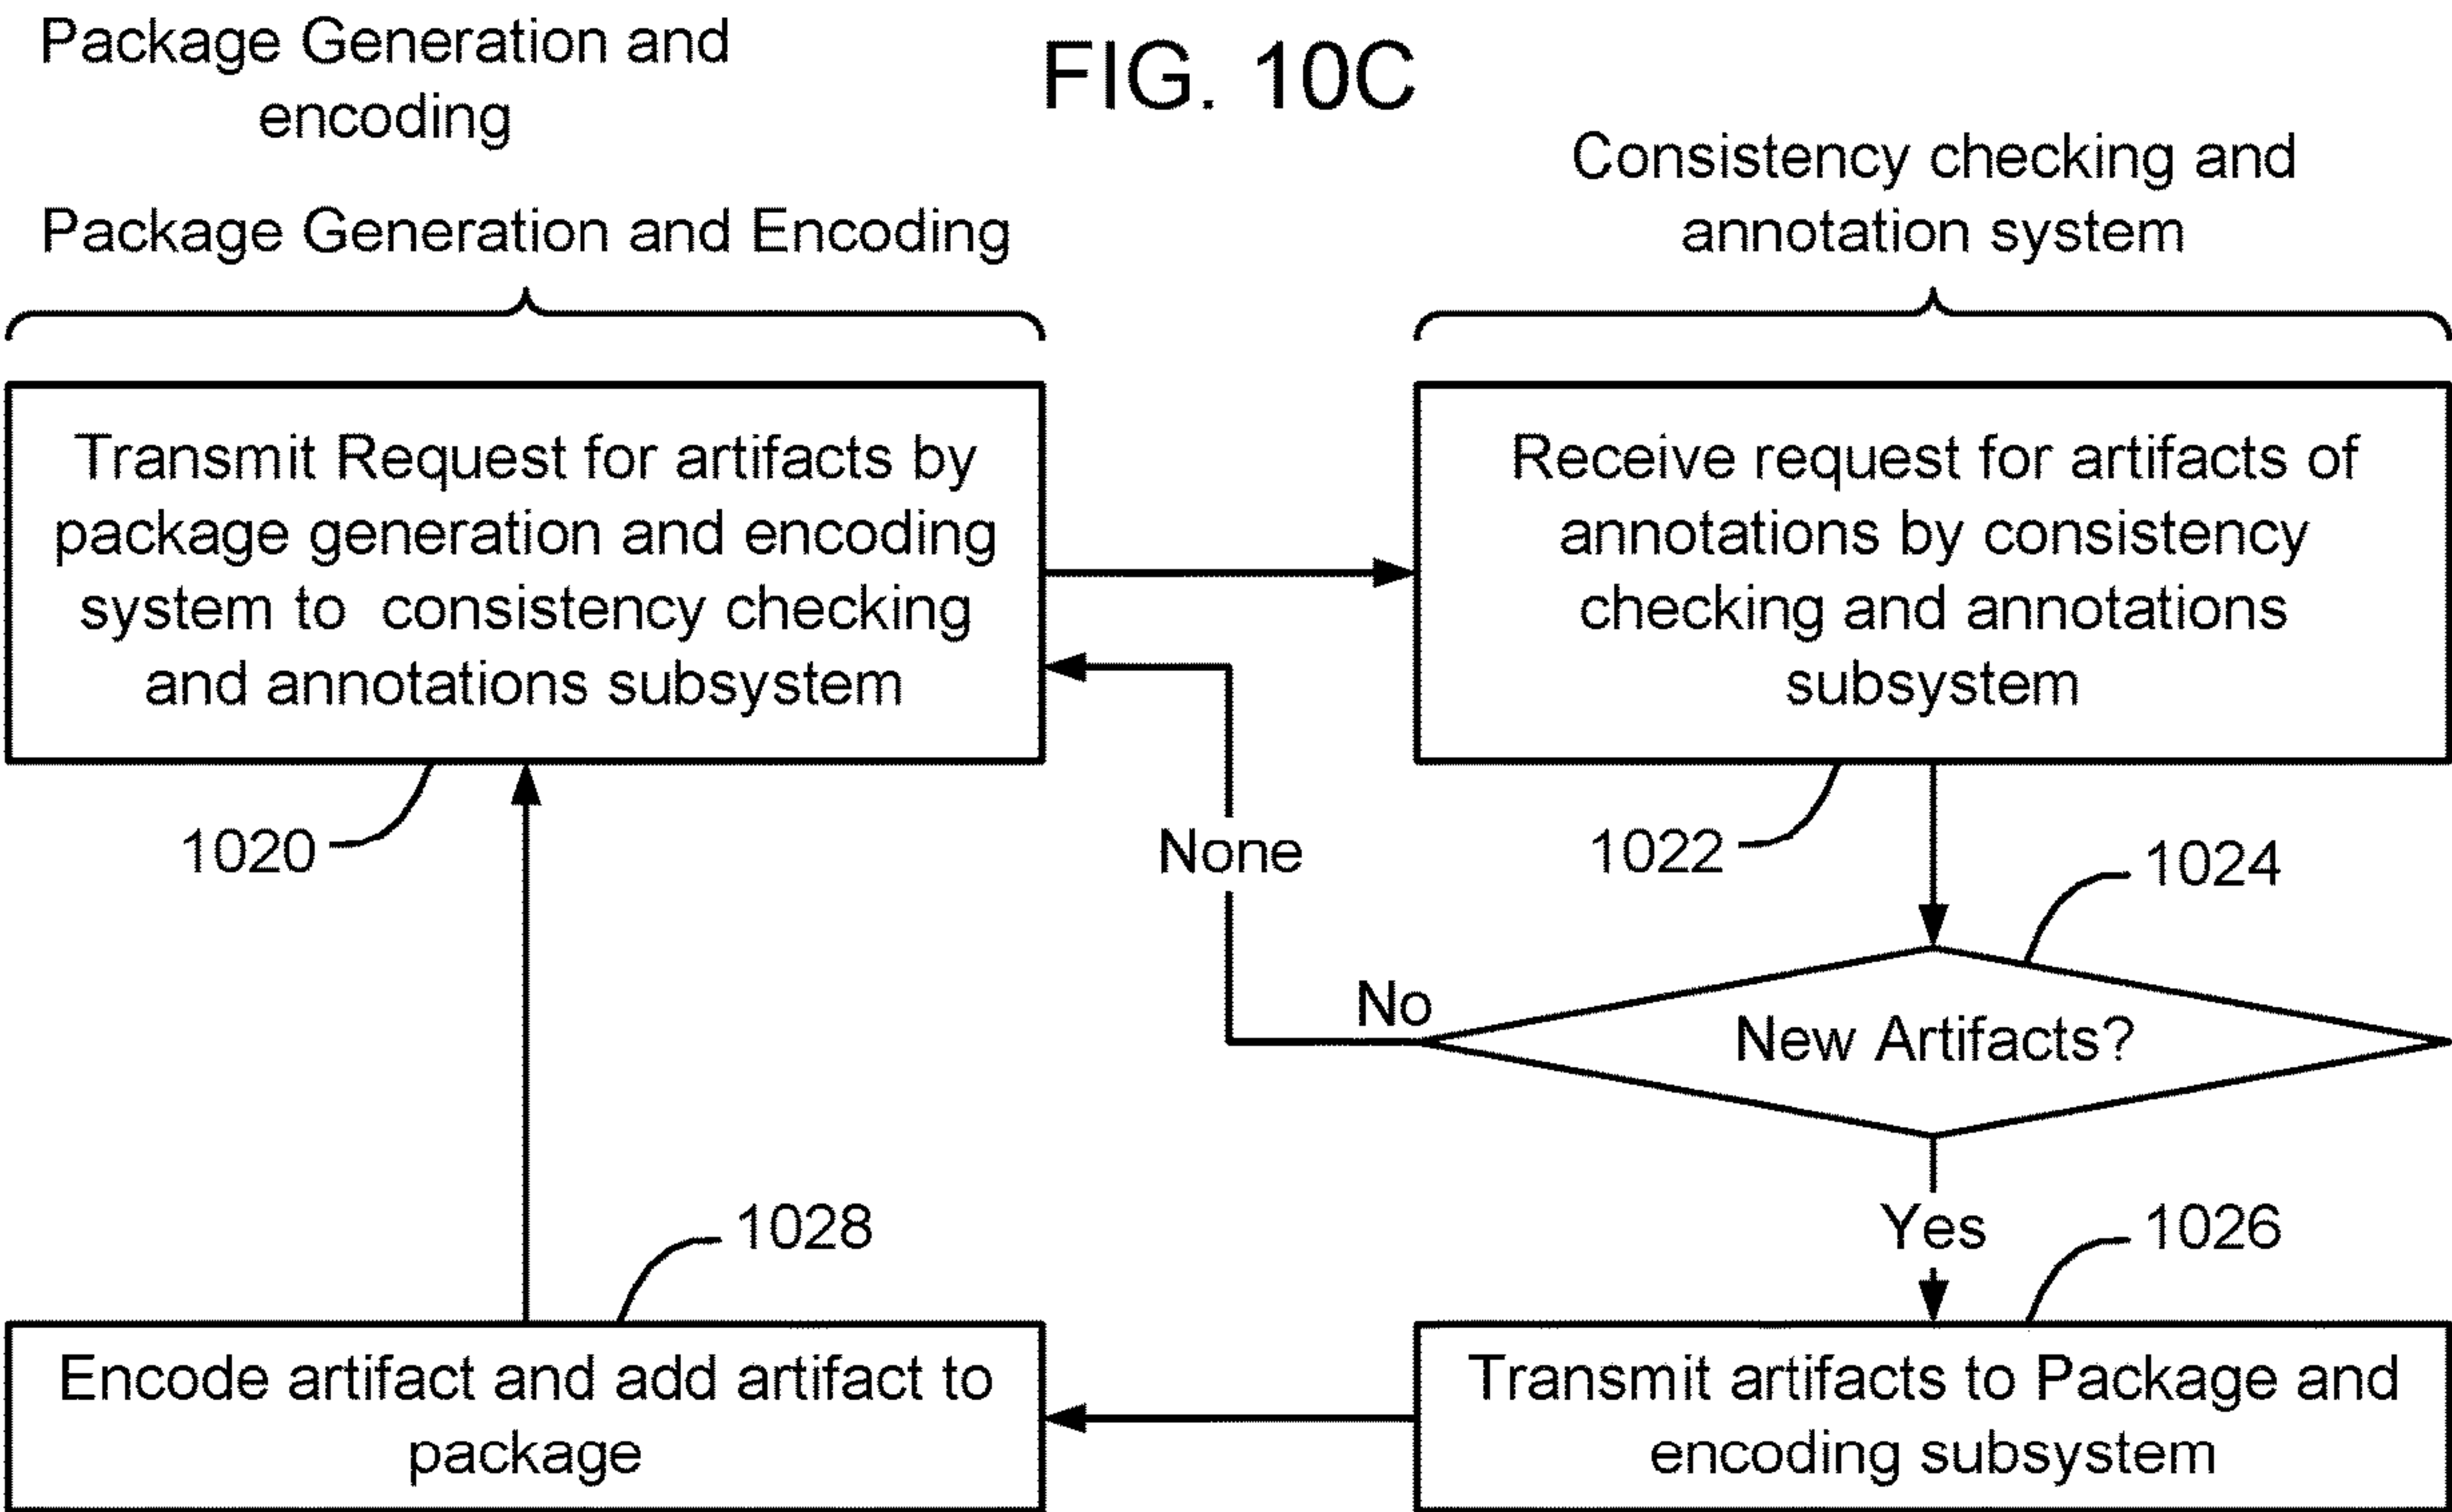 Package Generation and
encoding
FIG. 10C
Package Generation and Encoding
Consistency checking and
annotation system
Transmit Request for artifacts by
package generation and encoding
system to consistency checking
and annotations subsystem
1020
Receive request for artifacts of
annotations by consistency
checking and annotations
subsystem
1022
None
1024
No
New Artifacts?
Yes
1026
1028
Encode artifact and add artifact to
package
Transmit artifacts to Package and
encoding subsystem